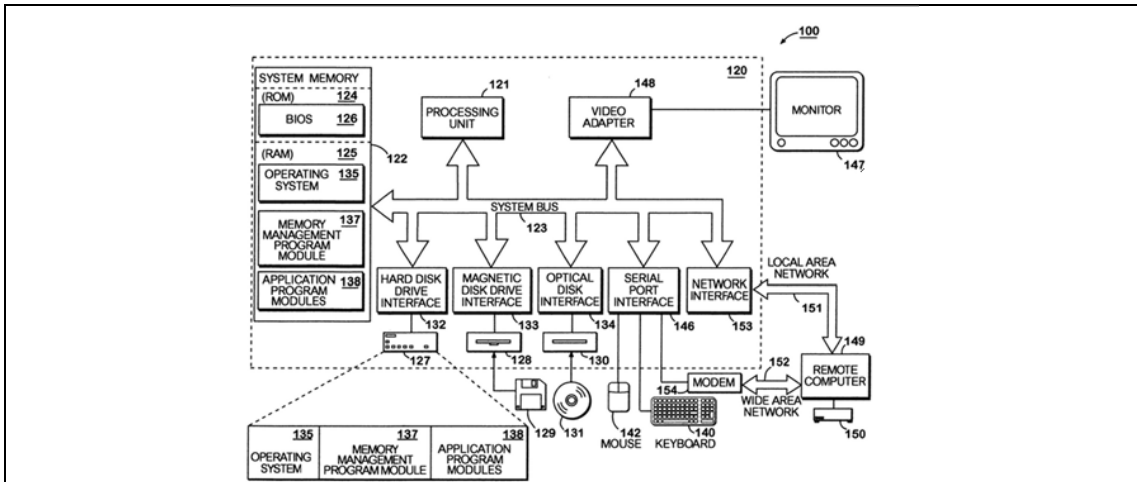 100
SYSTEM MEMORY
(ROM) 124
BIOS 126
(RAM) 125
122
OPERATING
SYSTEM
135
MEMORY
MANAGEMENT
PROGRAM
MODULE
137
APPLICATION
PROGRAM
MODULES
138
121
PROCESSING
UNIT
148
VIDEO
ADAPTER
120
MONITOR
147
SYSTEM BUS
123
HARD DISK
DRIVE
INTERFACE
132
MAGNETIC
DISK DRIVE
INTERFACE
133
OPTICAL
DISK
INTERFACE
134
SERIAL
PORT
INTERFACE
146
NETWORK
INTERFACE
153
LOCAL AREA
NETWORK
151
127
128
130
149
REMOTE
COMPUTER
152
MODEM
154
WIDE AREA
NETWORK
150
129
131
142
MOUSE
140
KEYBOARD
135
OPERATING
SYSTEM
137
MEMORY
MANAGEMENT
PROGRAM MODULE
138
APPLICATION
PROGRAM
MODULES